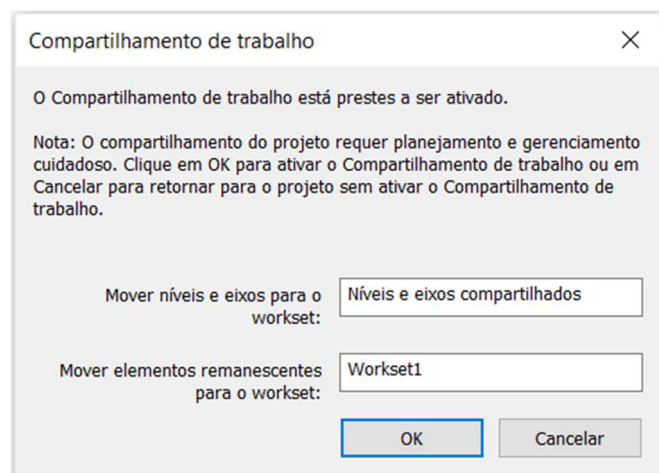 Compartilhamento de trabalho
O Compartilhamento de trabalho está prestes a ser ativado.
Nota: O compartilhamento do projeto requer planejamento e gerenciamento
cuidadoso. Clique em OK para ativar o Compartilhamento de trabalho ou em
Cancelar para retornar para o projeto sem ativar o Compartilhamento de
trabalho.
Mover níveis e eixos para o
workset:
Níveis e eixos compartilhados
Mover elementos remanescentes
para o workset:
Workset1
OK
Cancelar